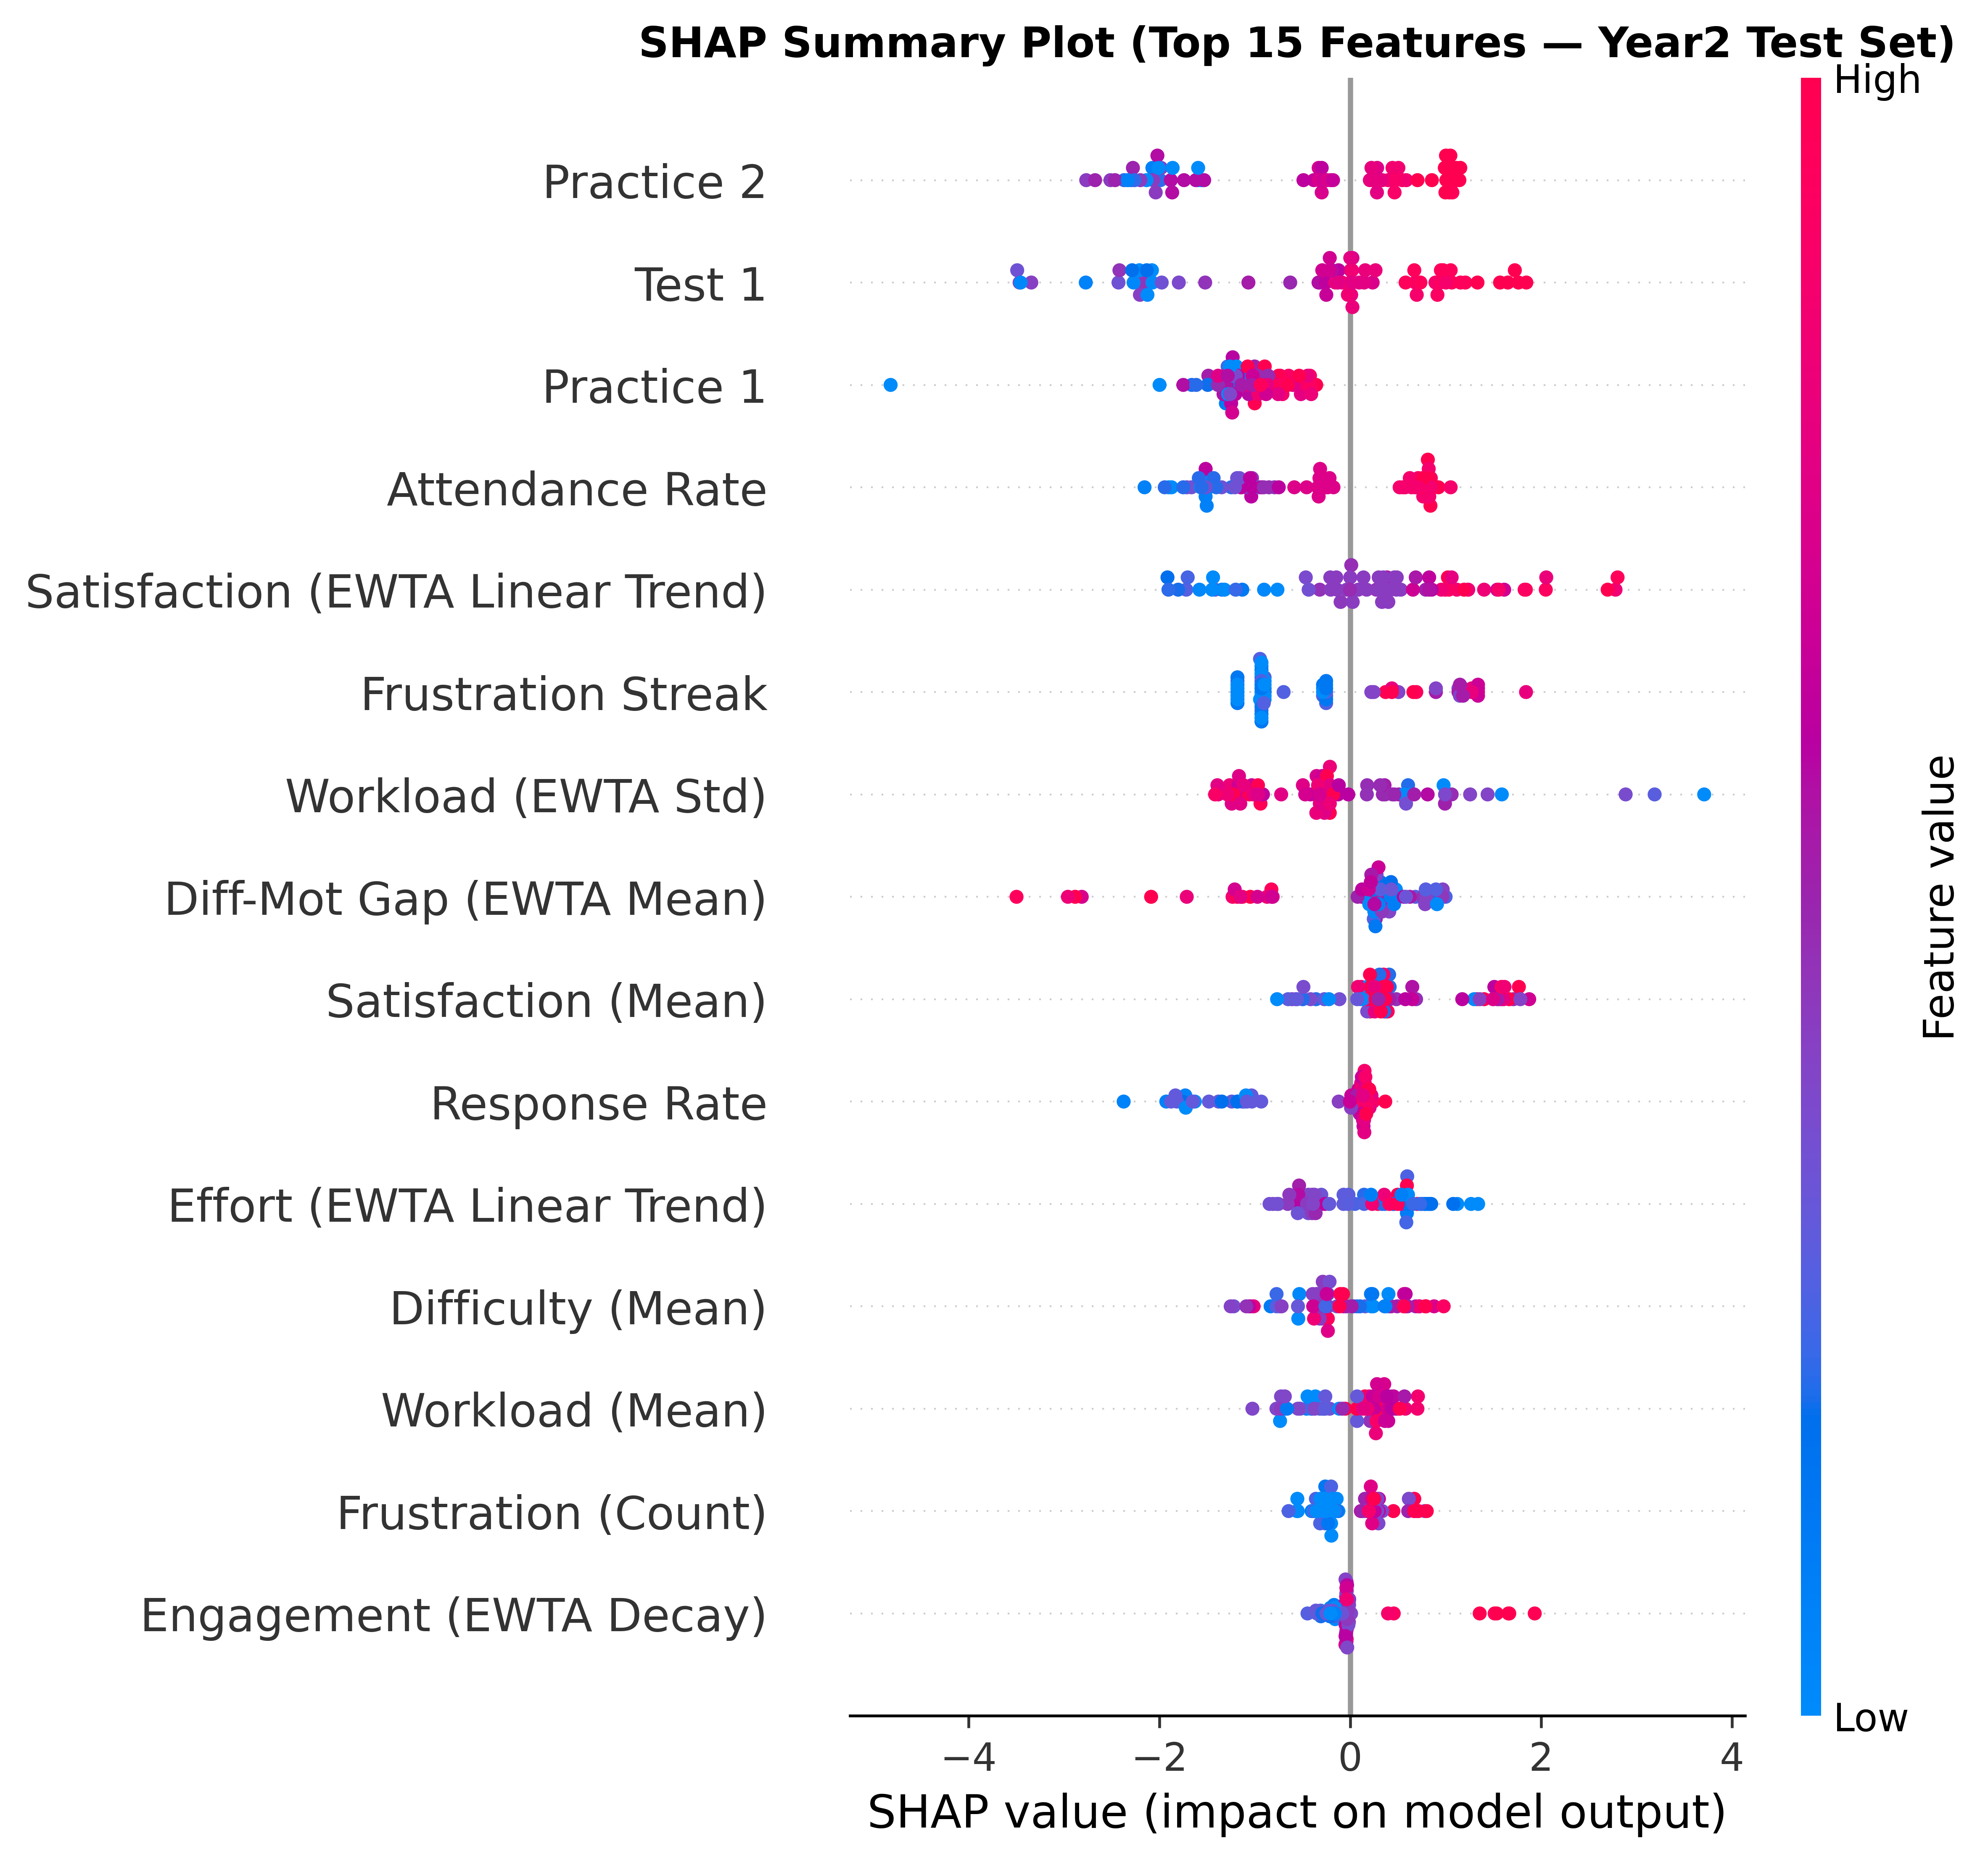 SHAP Summary Plot (Top 15 Features — Year2 Test Set)
High
Practice 2
Test 1
Practice 1
Attendance Rate
Satisfaction (EWTA Linear Trend)
Frustration Streak
Workload (EWTA Std)
Diff-Mot Gap (EWTA Mean)
Satisfaction (Mean)
Response Rate
Effort (EWTA Linear Trend)
Difficulty (Mean)
Workload (Mean)
Frustration (Count)
Engagement (EWTA Decay)
Feature value
Low
−4 −2 0 2 4
SHAP value (impact on model output)